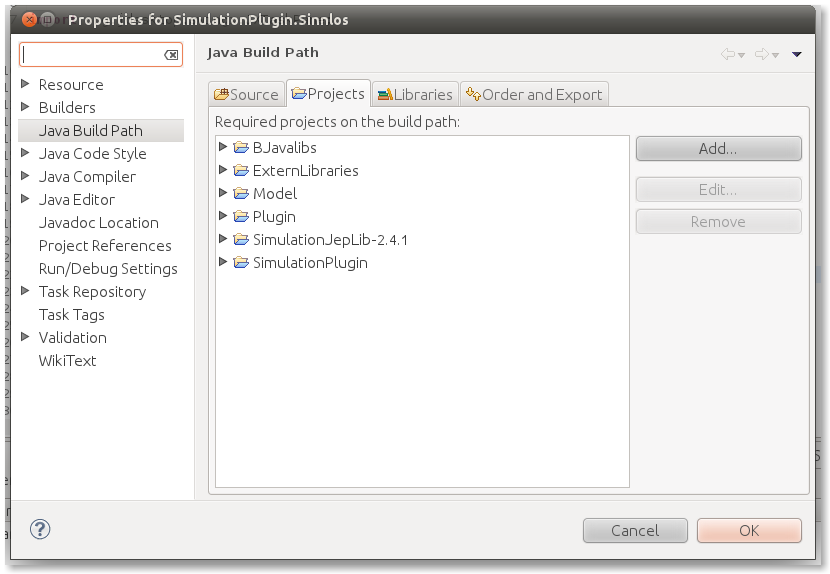 Properties for SimulationPlugin.Sinnlos
Java Build Path
Resource
Builders
Java Build Path
Java Code Style
Java Compiler
Java Editor
Javadoc Location
Project References
Run/Debug Settings
Task Repository
Task Tags
Validation
WikiText
Source Projects Libraries Order and Export
Required projects on the build path:
BJavalibs
ExternLibraries
Model
Plugin
SimulationJepLib-2.4.1
SimulationPlugin
Add...
Edit...
Remove
? Cancel OK